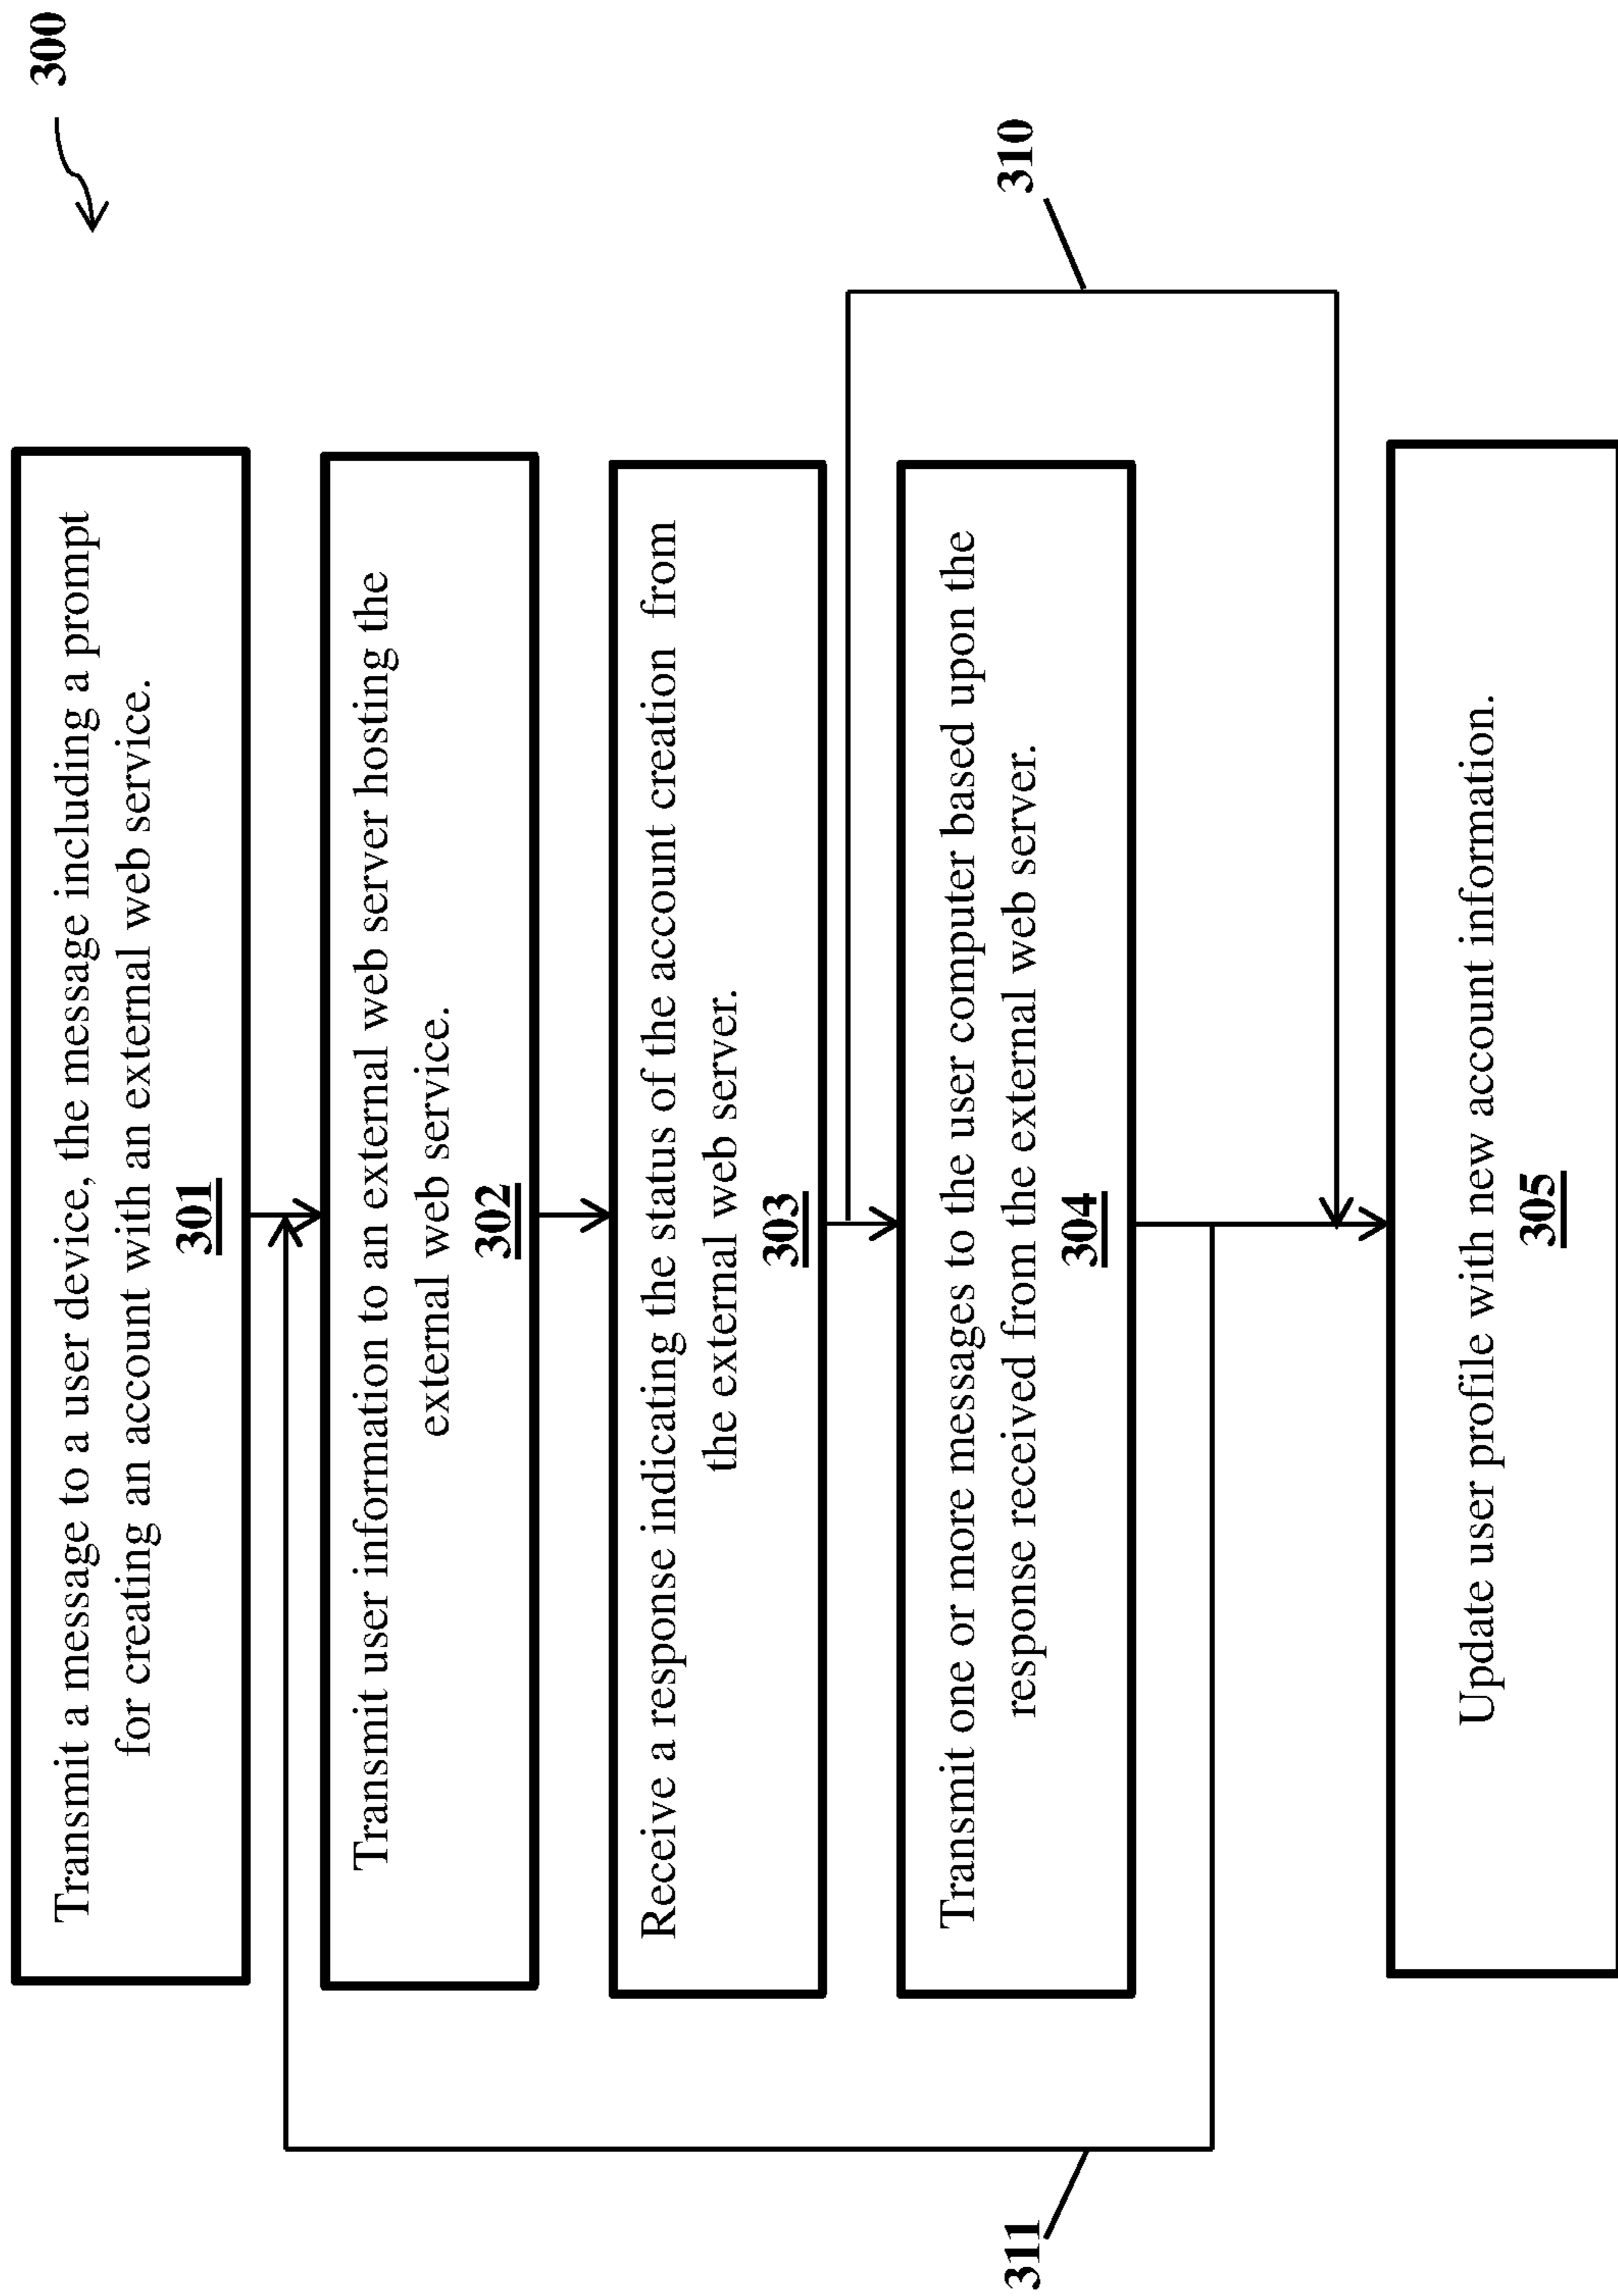 300
Transmit a message to a user device, the message including a prompt
for creating an account with an external web service.
301
Transmit user information to an external web server hosting the
external web service.
302
Receive a response indicating the status of the account creation from
the external web server.
303
310
Transmit one or more messages to the user computer based upon the
response received from the external web server.
304
311
Update user profile with new account information.
305